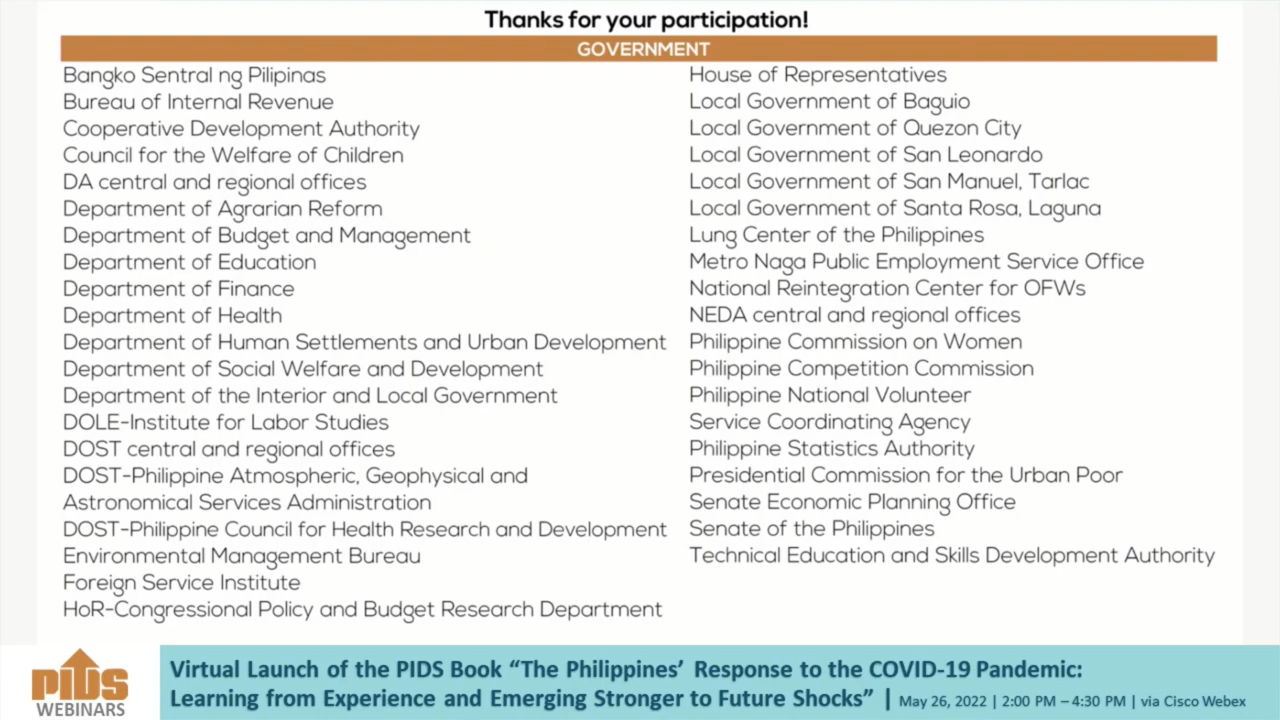 Thanks for your participation!
GOVERNMENT
Bangko Sentral ng Pilipinas
Bureau of Internal Revenue
Cooperative Development Authority
Council for the Welfare of Children
DA central and regional offices
Department of Agrarian Reform
Department of Budget and Management
Department of Education
Department of Finance
Department of Health
Department of Human Settlements and Urban Development
Department of Social Welfare and Development
Department of the Interior and Local Government
DOLE-Institute for Labor Studies
DOST central and regional offices
DOST-Philippine Atmospheric, Geophysical and
Astronomical Services Administration
DOST-Philippine Council for Health Research and Development
Environmental Management Bureau
Foreign Service Institute
HoR-Congressional Policy and Budget Research Department
House of Representatives
Local Government of Baguio
Local Government of Quezon City
Local Government of San Leonardo
Local Government of San Manuel, Tarlac
Local Government of Santa Rosa, Laguna
Lung Center of the Philippines
Metro Naga Public Employment Service Office
National Reintegration Center for OFWs
NEDA central and regional offices
Philippine Commission on Women
Philippine Competition Commission
Philippine National Volunteer
Service Coordinating Agency
Philippine Statistics Authority
Presidential Commission for the Urban Poor
Senate Economic Planning Office
Senate of the Philippines
Technical Education and Skills Development Authority
PIDS
WEBINARS
Virtual Launch of the PIDS Book “The Philippines’ Response to the COVID-19 Pandemic:
Learning from Experience and Emerging Stronger to Future Shocks” | May 26, 2022 | 2:00 PM – 4:30 PM | via Cisco Webex